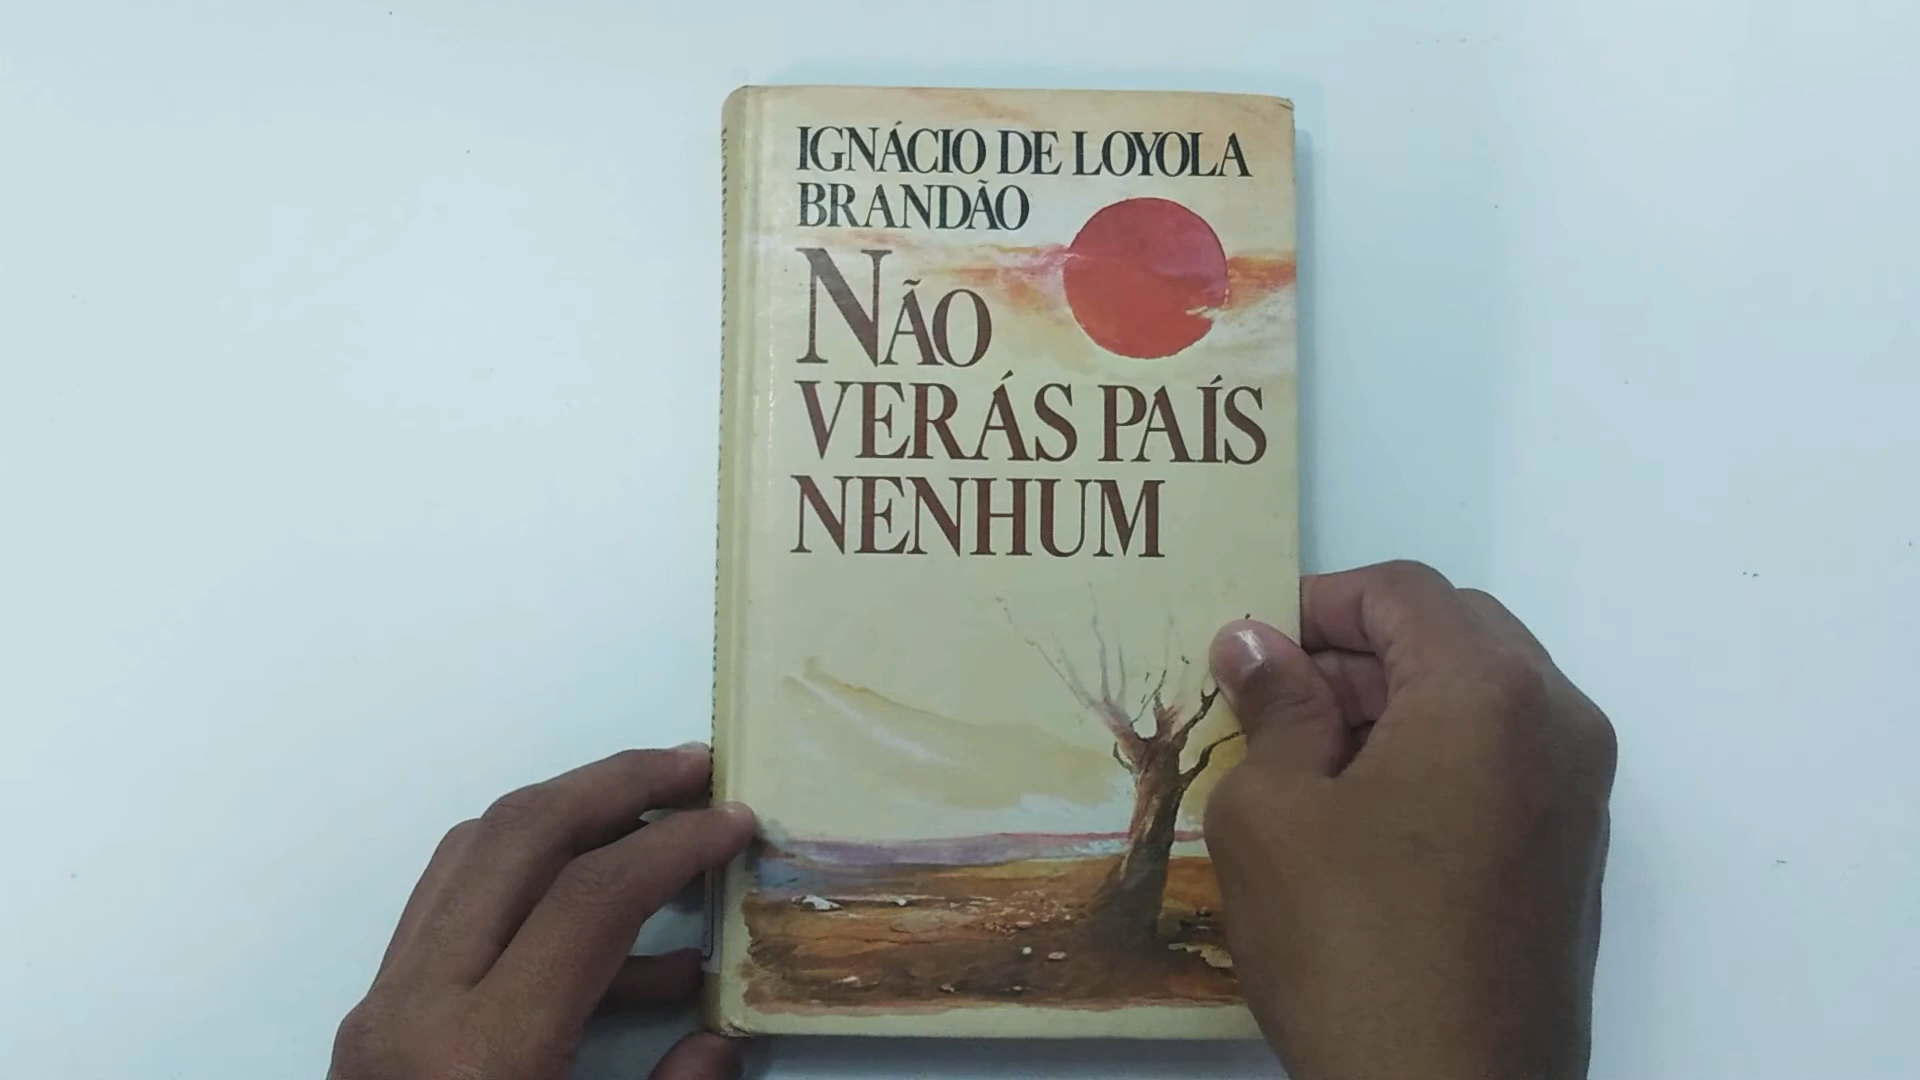 IGNÁCIO DE LOYOLA
BRANDÃO
NÃO
VERÁS PAÍS
NENHUM